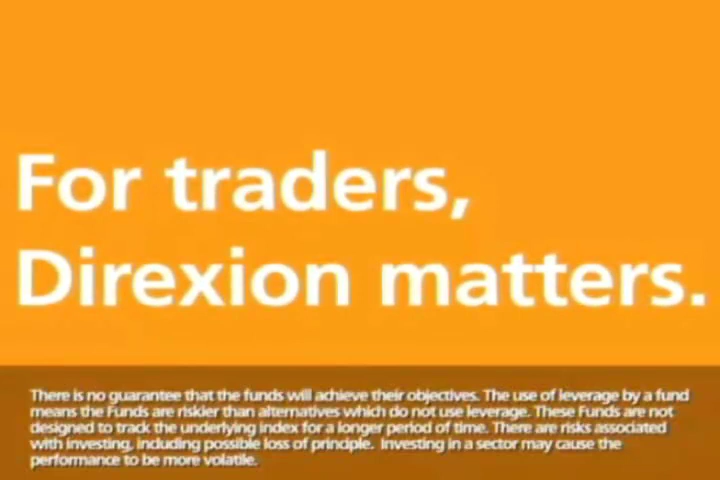 For traders,
Direxion matters.
There is no guarantee that the funds will achieve their objectives. The use of leverage by a fund
means the Funds are riskier than alternatives which do not use leverage. These Funds are not
designed to track the underlying index for a longer period of time. There are risks associated
with investing, including possible loss of principle. Investing in a sector may cause the
performance to be more volatile.